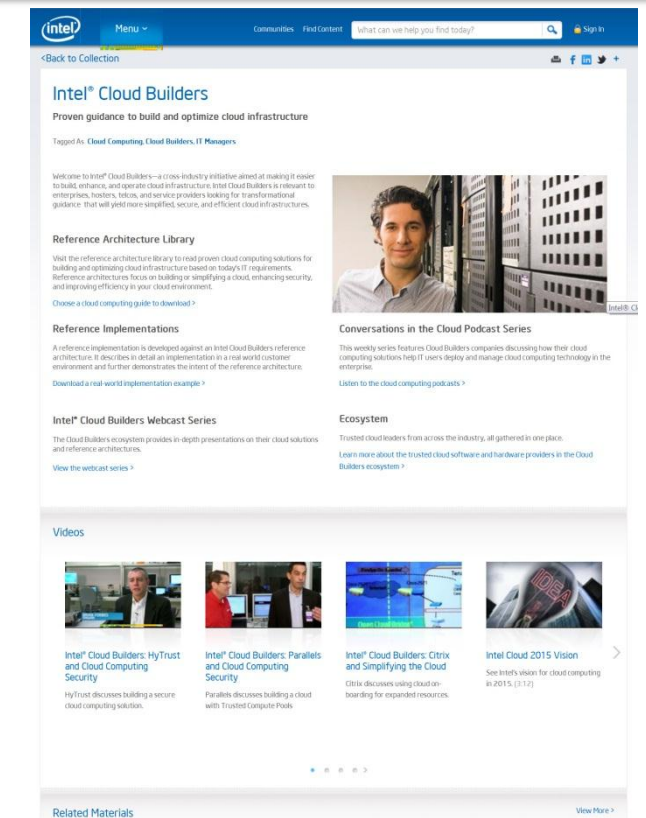 intel
Menu
Communities Find Content What can we help you find today? Sign In
<Back to Collection
f in +
Intel® Cloud Builders
Proven guidance to build and optimize cloud infrastructure
Tagged As Cloud Computing, Cloud Builders, IT Managers
Welcome to Intel® Cloud Builders—a cross-industry initiative aimed at making it easier
to build, enhance, and operate cloud infrastructure. Intel Cloud Builders is relevant to
enterprises, hosters, telcos, and service providers looking for transformational
guidance that will yield more simplified, secure, and efficient cloud infrastructures.
Reference Architecture Library
Visit the reference architecture library to read proven cloud computing solutions for
building and optimizing cloud infrastructure based on today's IT requirements.
Reference architectures focus on building or simplifying a cloud, enhancing security,
and improving efficiency in your cloud environment.
Choose a cloud computing guide to download >
Intel® Cl
Reference Implementations
A reference implementation is developed against an Intel Cloud Builders reference
architecture. It describes in detail an implementation in a real world customer
environment and further demonstrates the intent of the reference architecture.
Download a real-world implementation example >
Conversations in the Cloud Podcast Series
This weekly series features Cloud Builders companies discussing how their cloud
computing solutions help IT users deploy and manage cloud computing technology in the
enterprise.
Listen to the cloud computing podcasts >
Intel® Cloud Builders Webcast Series
The Cloud Builders ecosystem provides in-depth presentations on their cloud solutions
and reference architectures.
View the webcast series >
Ecosystem
Trusted cloud leaders from across the industry, all gathered in one place.
Learn more about the trusted cloud software and hardware providers in the Cloud
Builders ecosystem >
Videos
IDEA
Intel® Cloud Builders: HyTrust
and Cloud Computing
Security
HyTrust discusses building a secure
cloud computing solution.
Intel® Cloud Builders: Parallels
and Cloud Computing
Security
Parallels discusses building a cloud
with Trusted Compute Pools
Intel® Cloud Builders: Citrix
and Simplifying the Cloud
Citrix discusses using cloud on-
boarding for expanded resources.
Intel Cloud 2015 Vision
See Intel's vision for cloud computing
in 2015. (3:12)
Related Materials
View More >